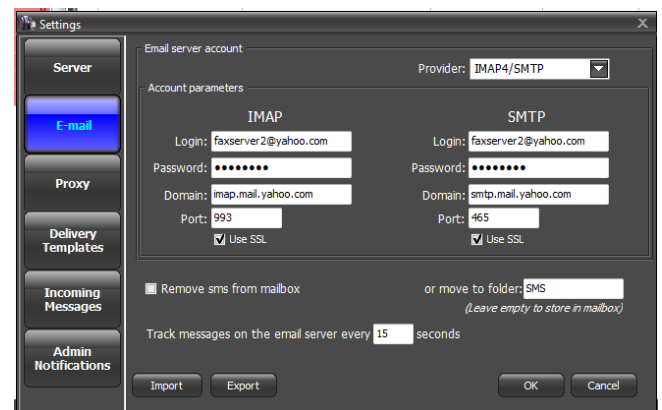 Settings
Server
E-mail
Proxy
Delivery
Templates
Incoming
Messages
Admin
Notifications
Email server account
Provider: IMAP4/SMTP
Account parameters
IMAP SMTP
Login: faxserver2@yahoo.com Login: faxserver2@yahoo.com
Password: •••••••• Password: ••••••••
Domain: imap.mail.yahoo.com Domain: smtp.mail.yahoo.com
Port: 993 Port: 465
Use SSL Use SSL
Remove sms from mailbox or move to folder: SMS
(Leave empty to store in mailbox)
Track messages on the email server every 15 seconds
Import Export OK Cancel